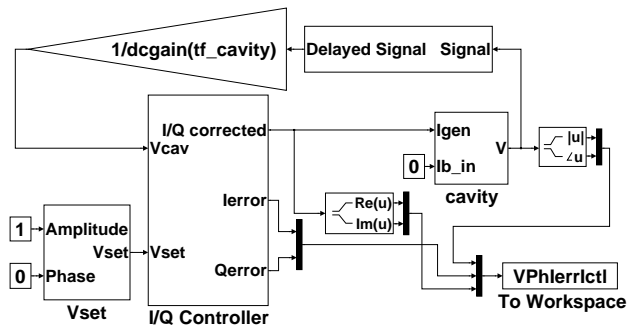 1/dcgain(tf_cavity)
Delayed Signal Signal
I/Q corrected
Vcav
Igen
V
|u|
∠u
0
Ib_in
cavity
Ierror
Re(u)
Im(u)
1
Amplitude
Vset
Vset
0
Phase
Qerror
VPhIerrIctl
Vset
I/Q Controller
To Workspace